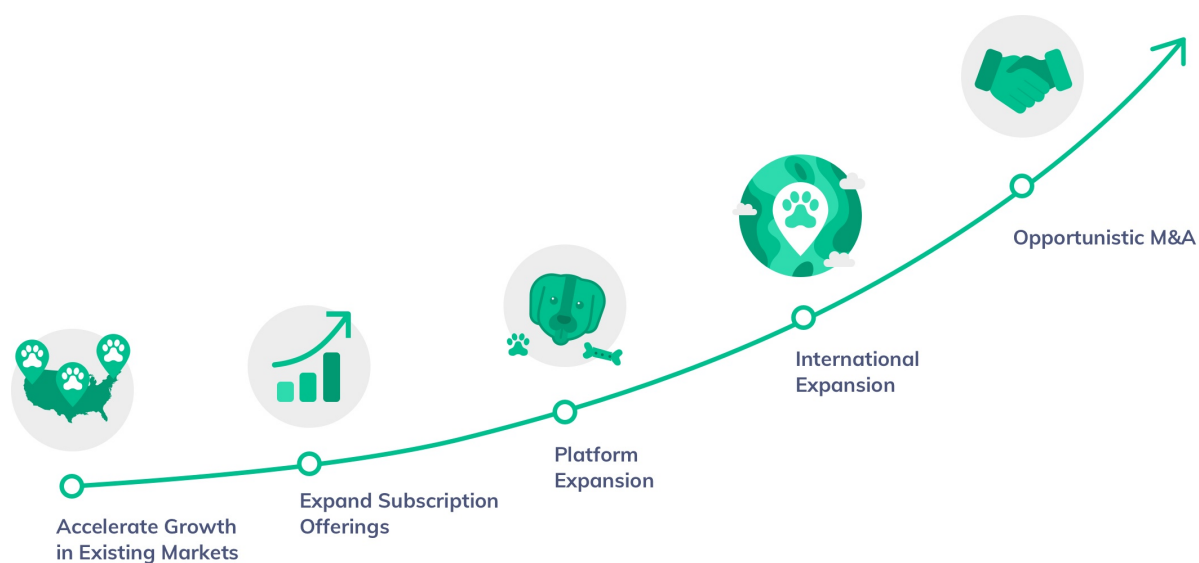 Accelerate Growth
in Existing Markets
Expand Subscription
Offerings
Platform
Expansion
International
Expansion
Opportunistic M&A